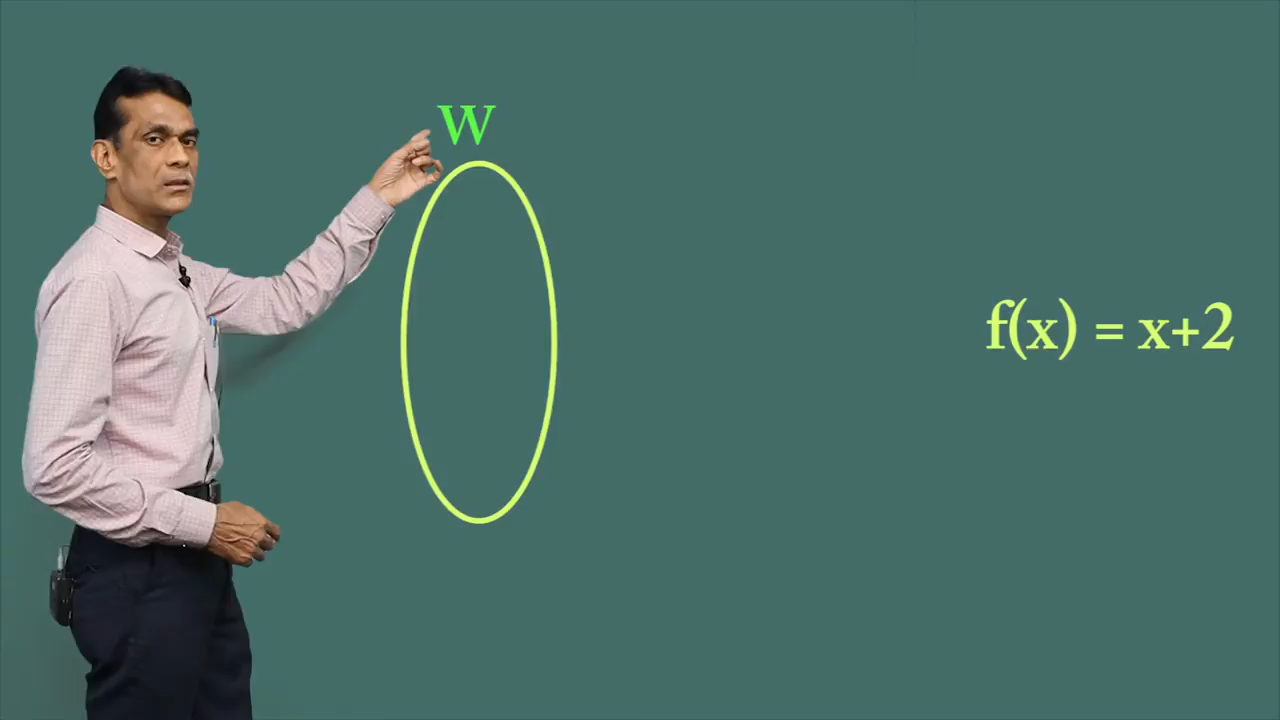 W
f(x) = x+2